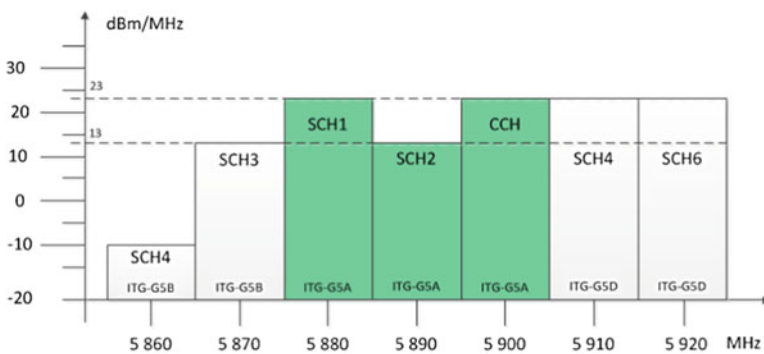 dBm/MHz
30
23
20
13
10
0
-10
-20
SCH1
CCH
SCH3
SCH2
SCH4
SCH6
SCH4
ITG-G5B
ITG-G5B
ITG-G5A
ITG-G5A
ITG-G5A
ITG-G5D
ITG-G5D
5 860
5 870
5 880
5 890
5 900
5 910
5 920
MHz